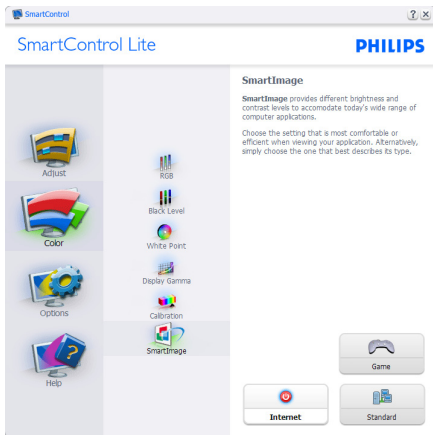 SmartControl
SmartControl Lite
PHILIPS
Adjust
Color
Options
Help
RGB
Black Level
White Point
Display Gamma
Calibration
SmartImage
SmartImage
SmartImage provides different brightness and
contrast levels to accomodate today's wide range of
computer applications.
Choose the setting that is most comfortable or
efficient when viewing your application. Alternatively,
simply choose the one that best describes its type.
Game
Internet
Standard